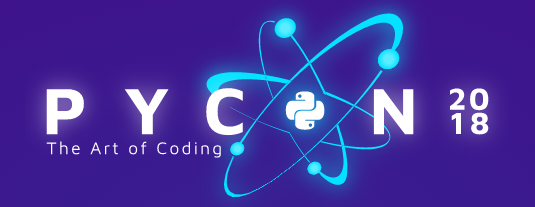 PYCON 2018
The Art of Coding